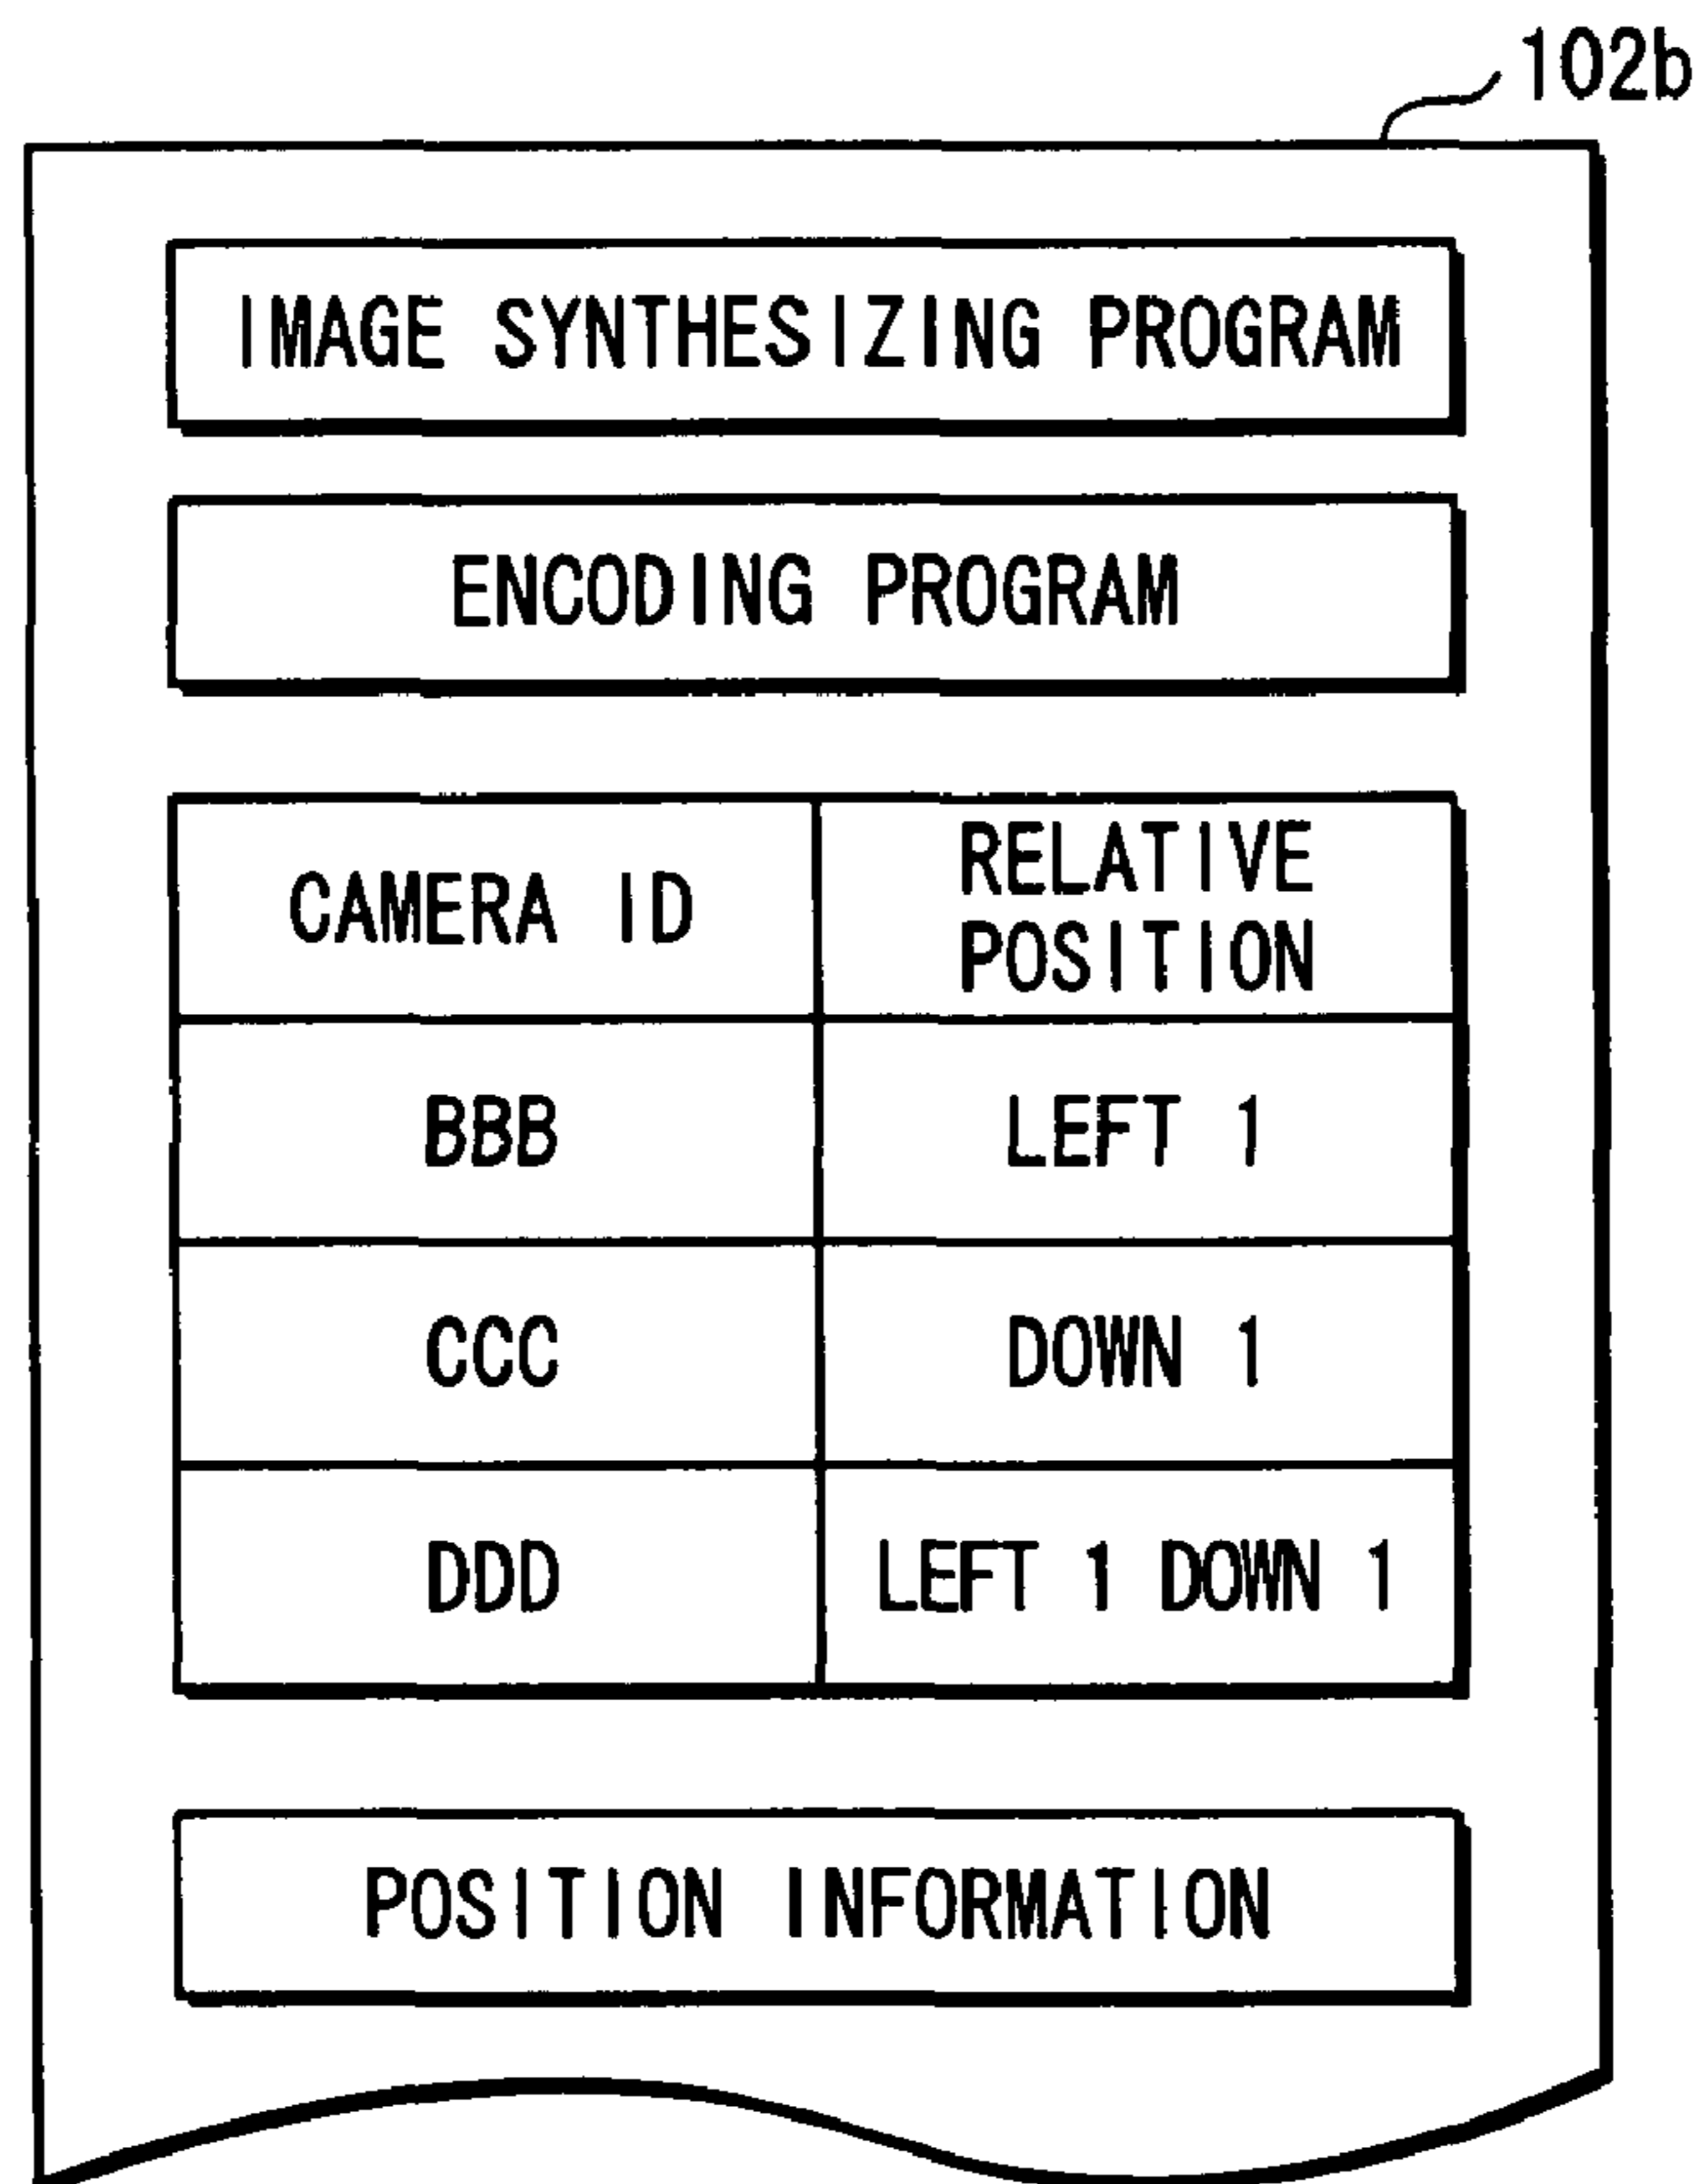 102b
IMAGE SYNTHESIZING PROGRAM
ENCODING PROGRAM
CAMERA ID
RELATIVE
POSITION
BBB
LEFT 1
CCC
DOWN 1
DDD
LEFT 1 DOWN 1
POSITION INFORMATION